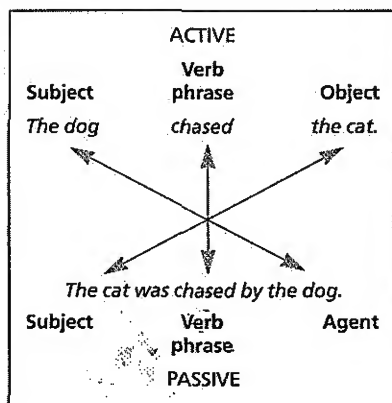 ACTIVE
Verb
Subject phrase Object
The dog chased the cat.
The cat was chased by the dog.
Subject Verb Agent
phrase
PASSIVE